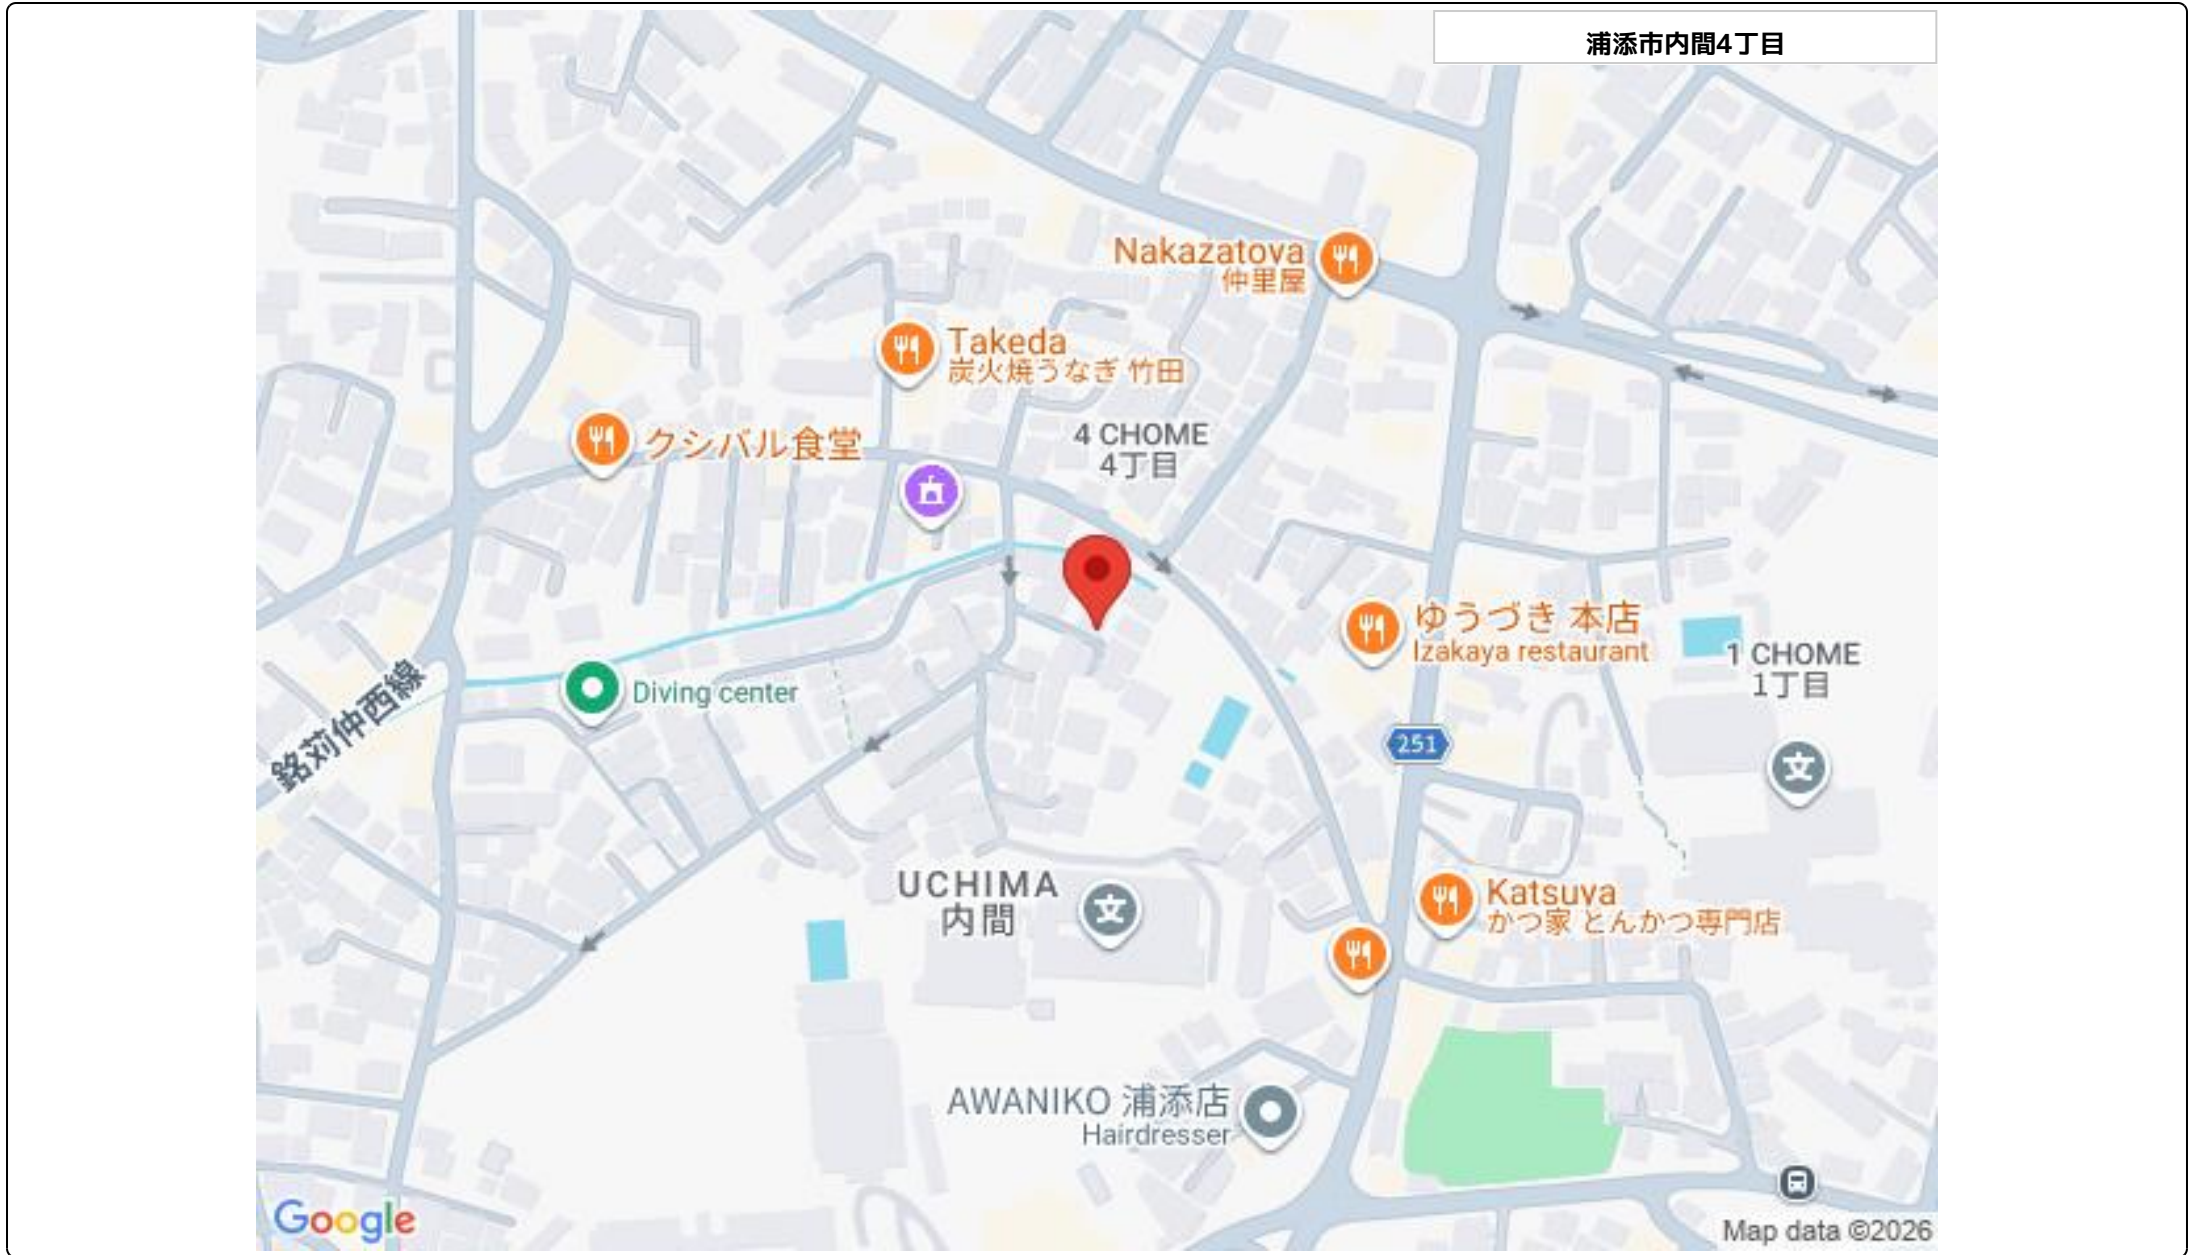 浦添市内間4丁目
Nakazatoya
仲里屋
Takeda
炭火焼うなぎ 竹田
4 CHOME
4丁目
クシバル食堂
ゆうづき 本店
Izakaya restaurant
1 CHOME
1丁目
Diving center
銘苅仲西線
251
文
UCHIMA
内間
文
Katsuya
かつ家 とんかつ専門店
AWANIKO 浦添店
Hairdresser
Google
Map data ©2026